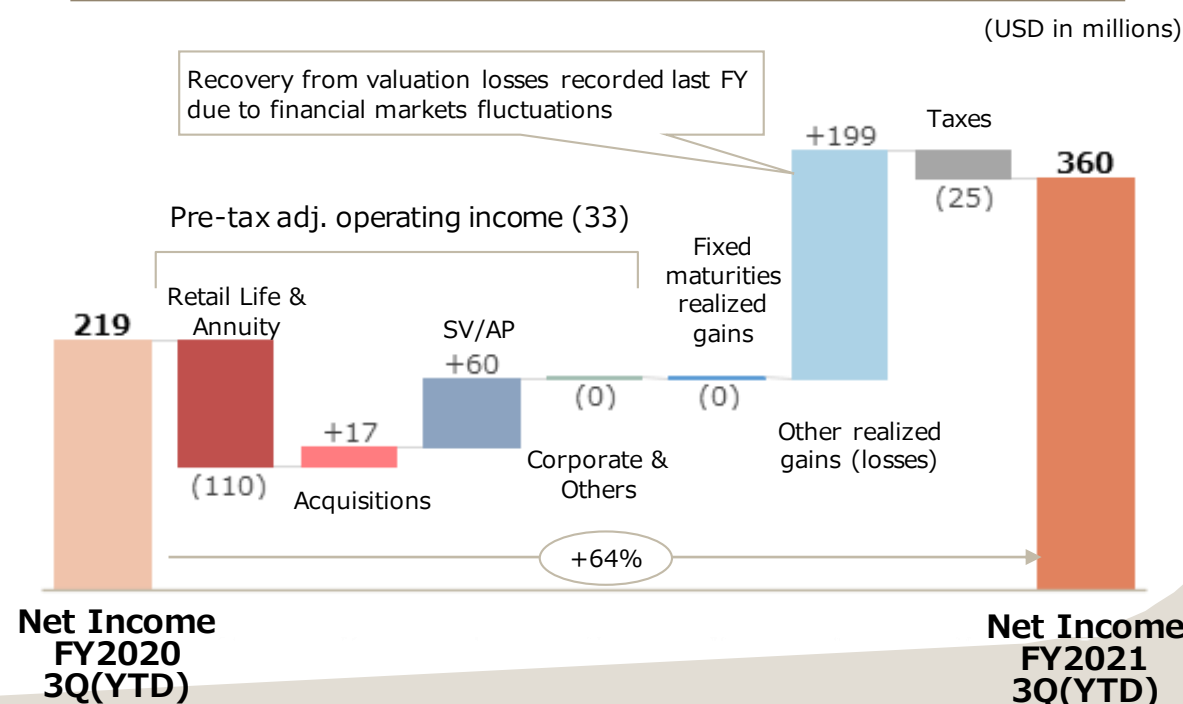 (USD in millions)
Recovery from valuation losses recorded last FY
due to financial markets fluctuations
Pre-tax adj. operating income (33)
219
Retail Life &
Annuity
(110)
+17
Acquisitions
SV/AP
+60
(0)
Corporate &
Others
Fixed
maturities
realized
gains
(0)
+199
Other realized
gains (losses)
Taxes
(25)
360
+64%
Net Income
FY2020
3Q(YTD)
Net Income
FY2021
3Q(YTD)